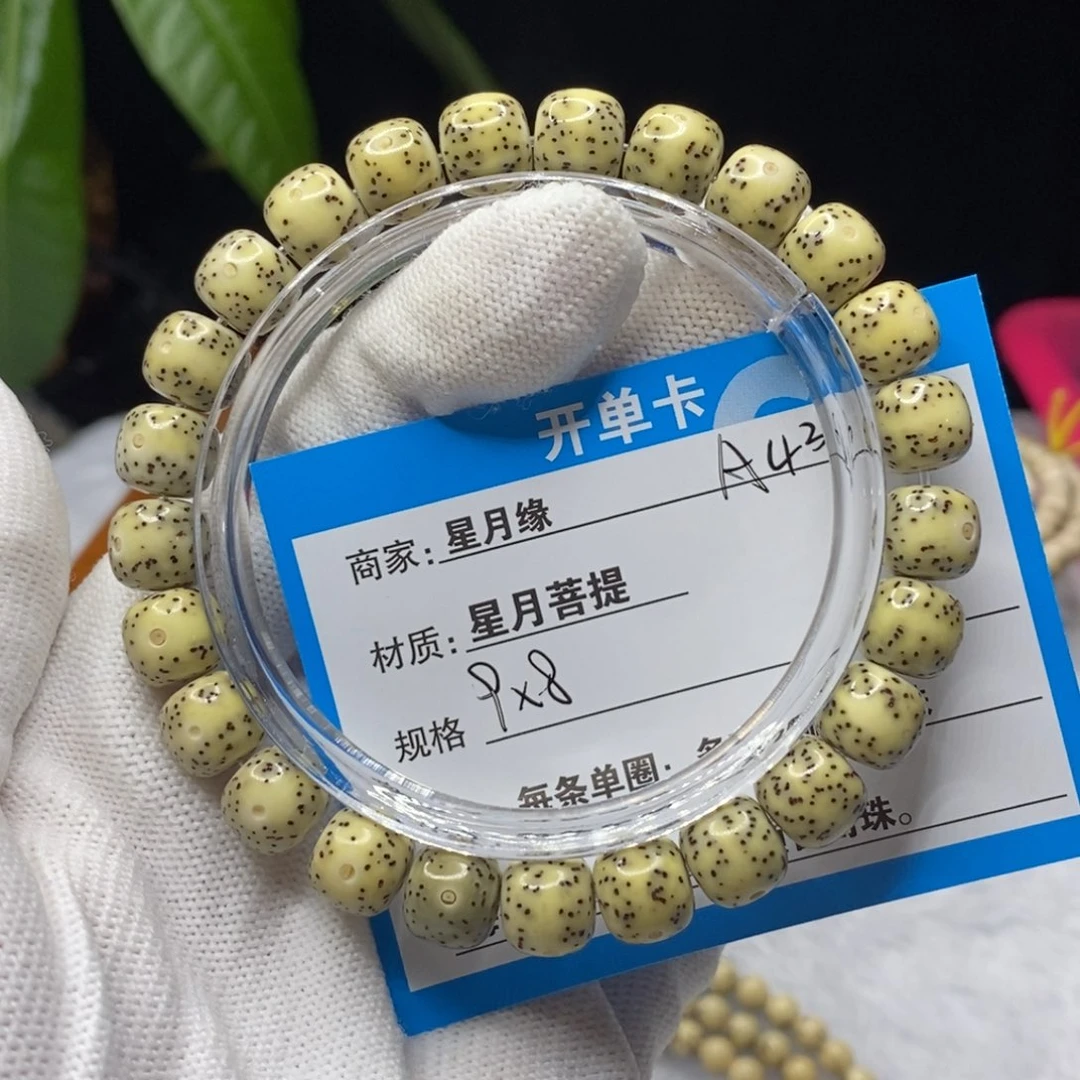 开单卡
A43
商家：星月缘
材质：星月菩提
规格 9x8
每条单圈：
珠。